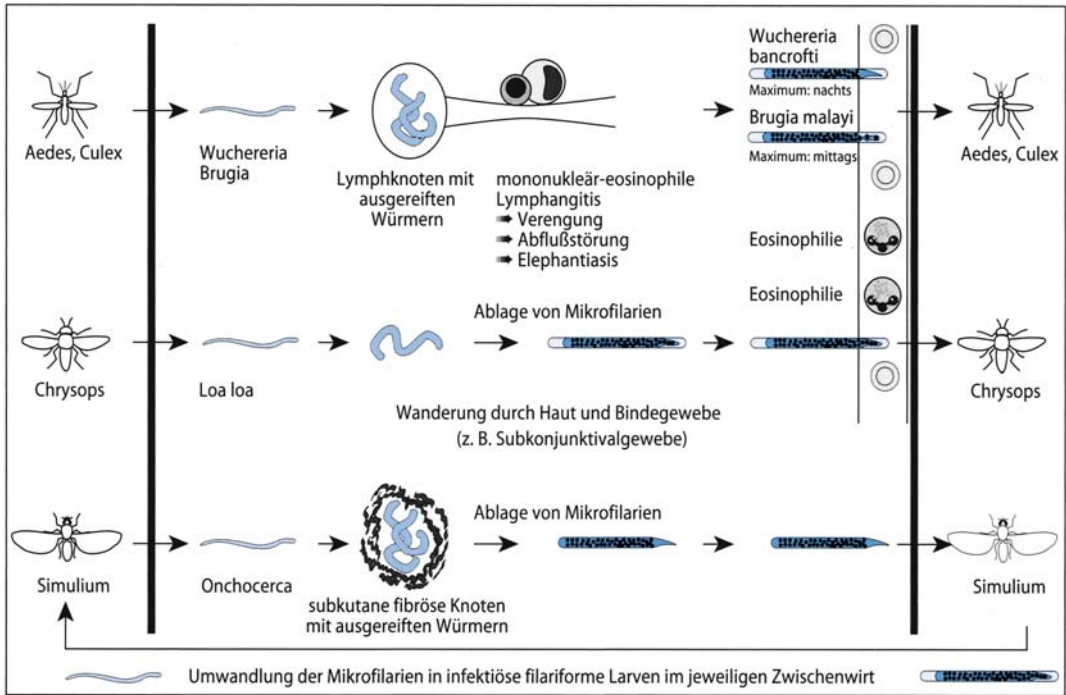 Aedes, Culex
Wuchereria
Brugia
Lymphknoten mit
ausgereiften
Würmern
mononukleär-eosinophile
Lymphangitis
Verengung
Abflußstörung
Elephantiasis
Wuchereria
bancrofti
Maximum: nachts
Brugia malayi
Maximum: mittags
Eosinophilie
Eosinophilie
Aedes, Culex
Chrysops
Loa loa
Ablage von Mikrofilarien
Wanderung durch Haut und Bindegewebe
(z. B. Subkonjunktivalgewebe)
Chrysops
Simulium
Onchocerca
subkutane fibröse Knoten
mit ausgereiften Würmern
Ablage von Mikrofilarien
Simulium
Umwandlung der Mikrofilarien in infektiöse filariforme Larven im jeweiligen Zwischenwirt